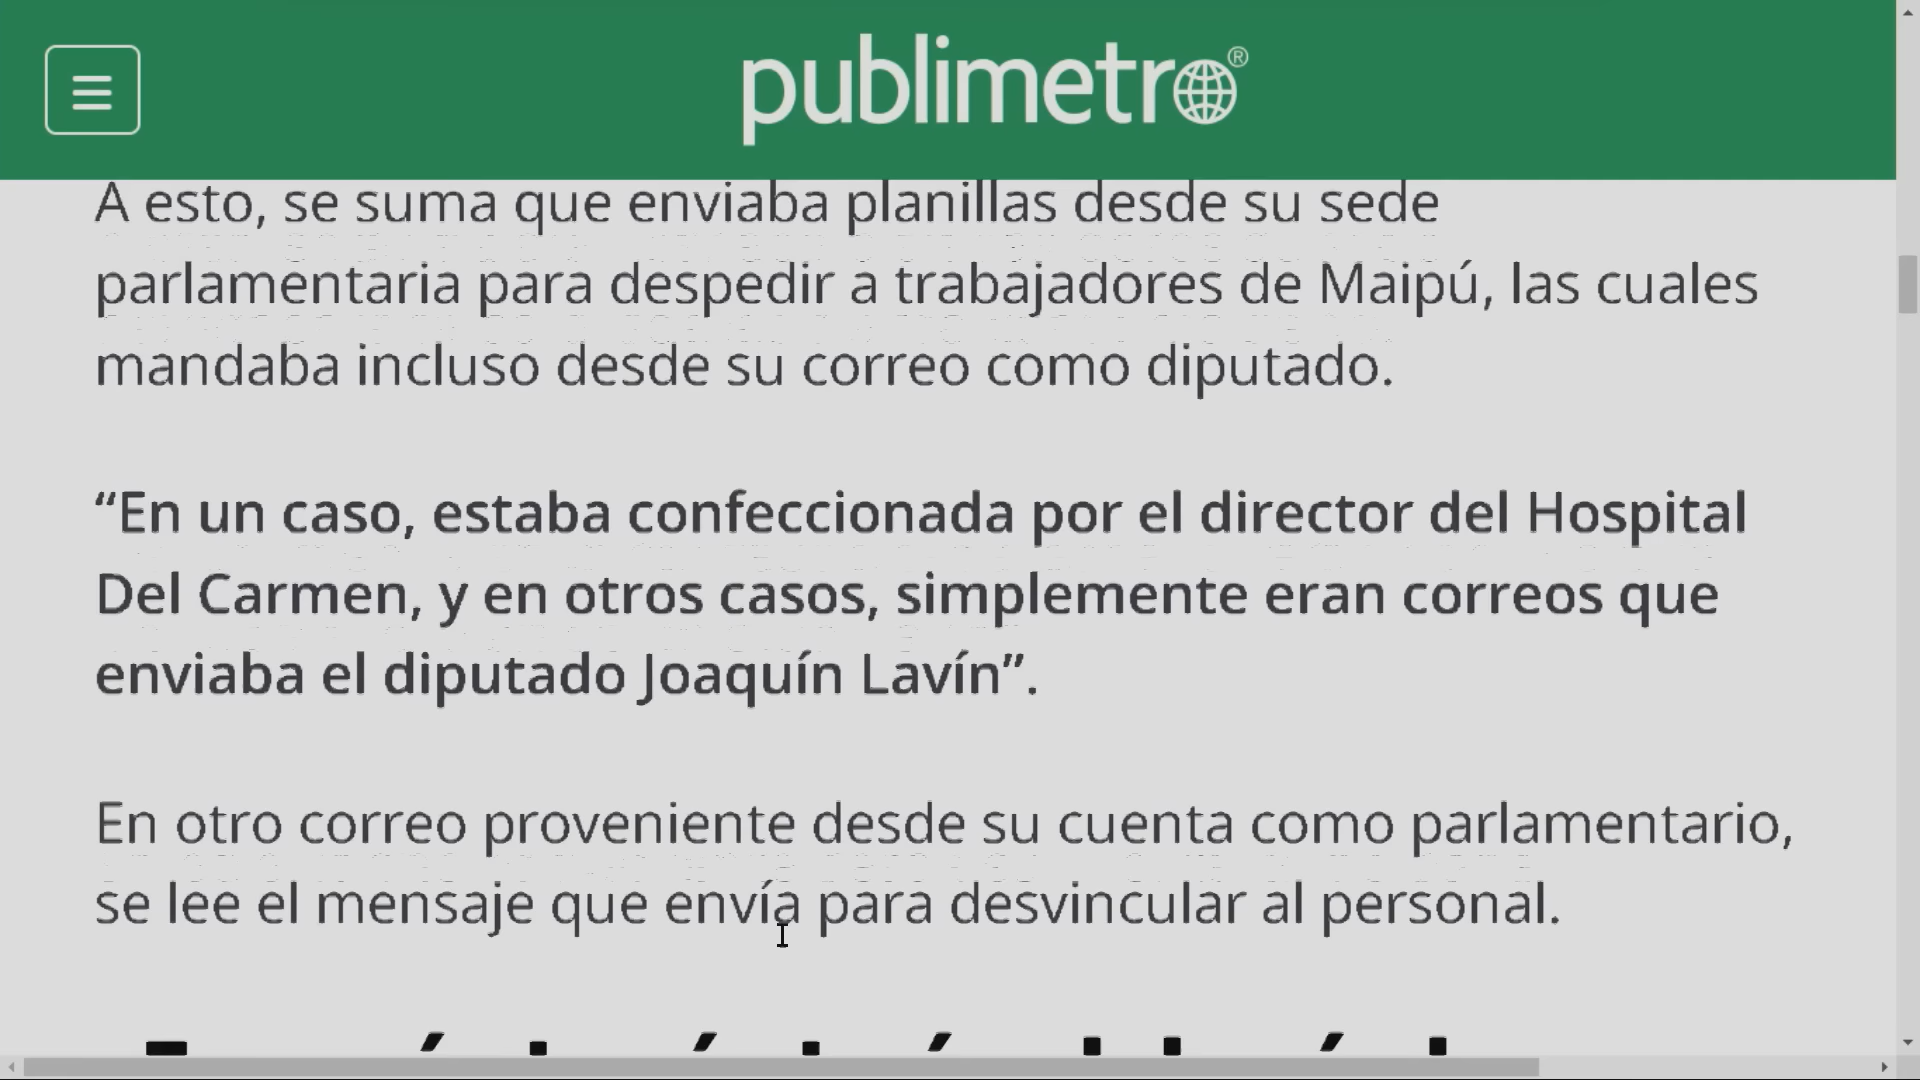 publimetro®
A esto, se suma que enviaba planillas desde su sede
parlamentaria para despedir a trabajadores de Maipú, las cuales
mandaba incluso desde su correo como diputado.
“En un caso, estaba confeccionada por el director del Hospital
Del Carmen, y en otros casos, simplemente eran correos que
enviaba el diputado Joaquín Lavín”.
En otro correo proveniente desde su cuenta como parlamentario,
se lee el mensaje que envía para desvincular al personal.